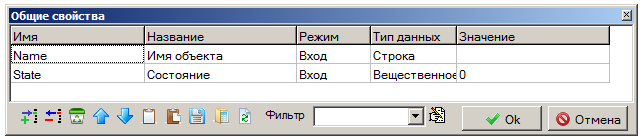 Общие свойства
Имя Название Режим Тип данных Значение
Name Имя объекта Вход Строка
State Состояние Вход Вещественное 0
Фильтр Ok Отмена